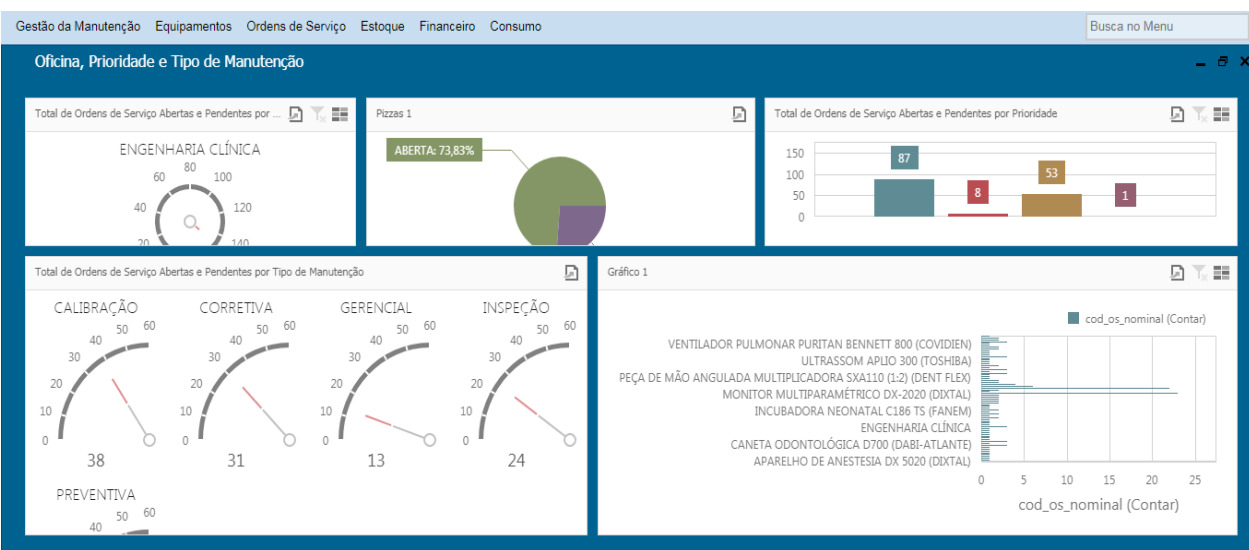 Gestão da Manutenção Equipamentos Ordens de Serviço Estoque Financeiro Consumo Busca no Menu
Oficina, Prioridade e Tipo de Manutenção
Total de Ordens de Serviço Abertas e Pendentes por ...
ENGENHARIA CLÍNICA
80
60 100
40 120
20 140
Pizzas 1
ABERTA: 73,83%
Total de Ordens de Serviço Abertas e Pendentes por Prioridade
150
100
50
0
87
8
53
1
Total de Ordens de Serviço Abertas e Pendentes por Tipo de Manutenção
CALIBRAÇÃO
0 10 20 30 40 50 60
38
CORRETIVA
0 10 20 30 40 50 60
31
GERENCIAL
0 10 20 30 40 50 60
13
INSPEÇÃO
0 10 20 30 40 50 60
24
PREVENTIVA
40 50 60
Gráfico 1
cod_os_nominal (Contar)
VENTILADOR PULMONAR PURITAN BENNETT 800 (COVIDIEN)
ULTRASSOM APLIO 300 (TOSHIBA)
PEÇA DE MÃO ANGULADA MULTIPLICADORA SXA110 (1:2) (DENT FLEX)
MONITOR MULTIPARAMÉTRICO DX-2020 (DIXTAL)
INCUBADORA NEONATAL C186 TS (FANEM)
ENGENHARIA CLÍNICA
CANETA ODONTOLÓGICA D700 (DABI-ATLANTE)
APARELHO DE ANESTESIA DX 5020 (DIXTAL)
0 5 10 15 20 25
cod_os_nominal (Contar)